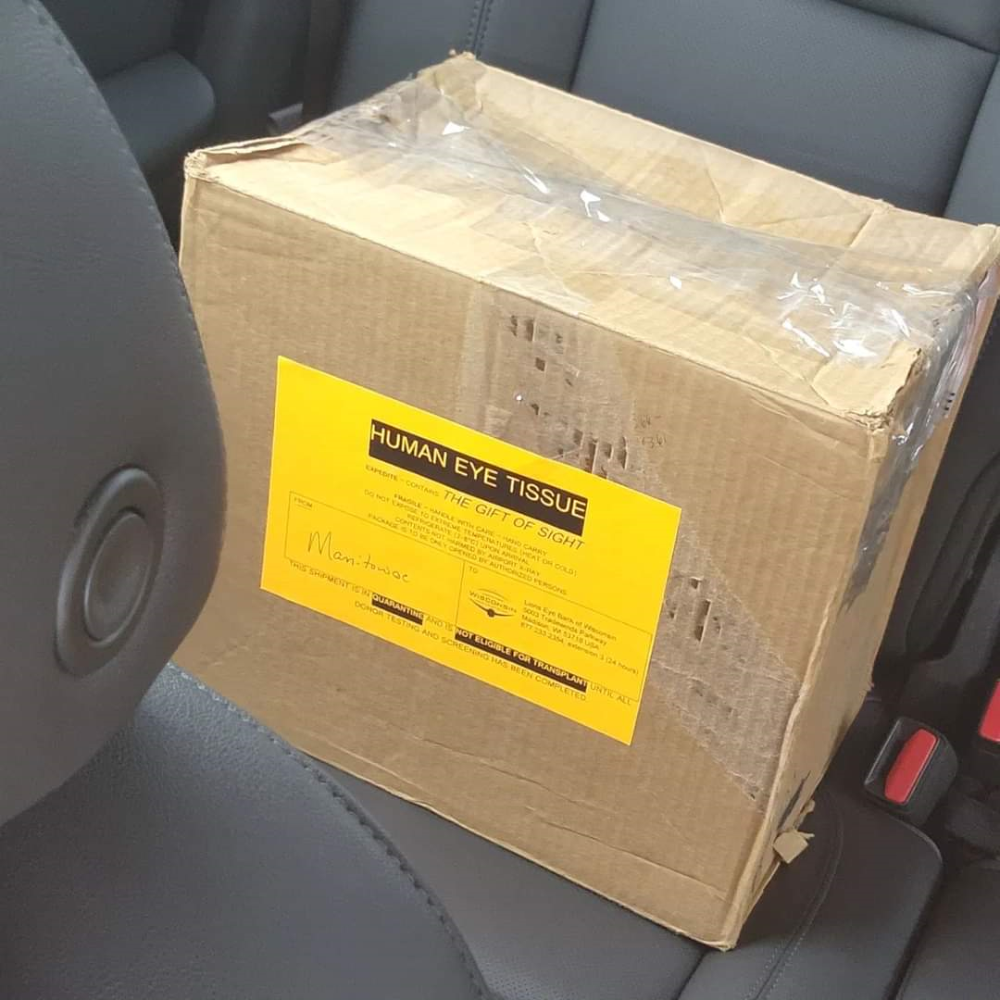 HUMAN EYE TISSUE
EXPEDITE – CONTAINS THE GIFT OF SIGHT
FRAGILE – HANDLE WITH CARE – HAND CARRY
DO NOT EXPOSE TO EXTREME TEMPERATURES (HEAT OR COLD)
REFRIGERATE (2-8°C) UPON ARRIVAL
CONTENTS NOT HARMED BY AIRPORT X-RAY
PACKAGE IS TO BE ONLY OPENED BY AUTHORIZED PERSONS
FROM
Manitowoc
TO
WISCONSIN
Lions Eye Bank of Wisconsin
5003 Tradewinds Parkway
Madison, WI 53718 USA
877-233-2354, extension 3 (24 hours)
THIS SHIPMENT IS IN QUARANTINE AND IS NOT ELIGIBLE FOR TRANSPLANT UNTIL ALL
DONOR TESTING AND SCREENING HAS BEEN COMPLETED.